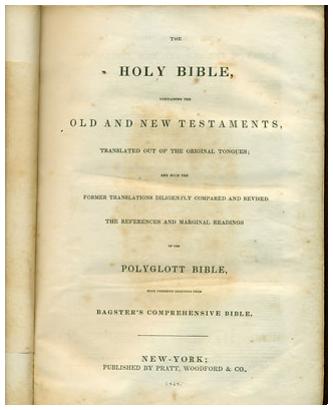 THE
HOLY BIBLE,
CONTAINING THE
OLD AND NEW TESTAMENTS,
TRANSLATED OUT OF THE ORIGINAL TONGUES;
AND WITH THE
FORMER TRANSLATIONS DILIGENTLY COMPARED AND REVISED
THE REFERENCES AND MARGINAL READINGS
OF THE
POLYGLOTT BIBLE,
WITH NUMEROUS ADDITIONS FROM
BAGSTER'S COMPREHENSIVE BIBLE.
NEW-YORK;
PUBLISHED BY PRATT, WOODFORD & CO.,